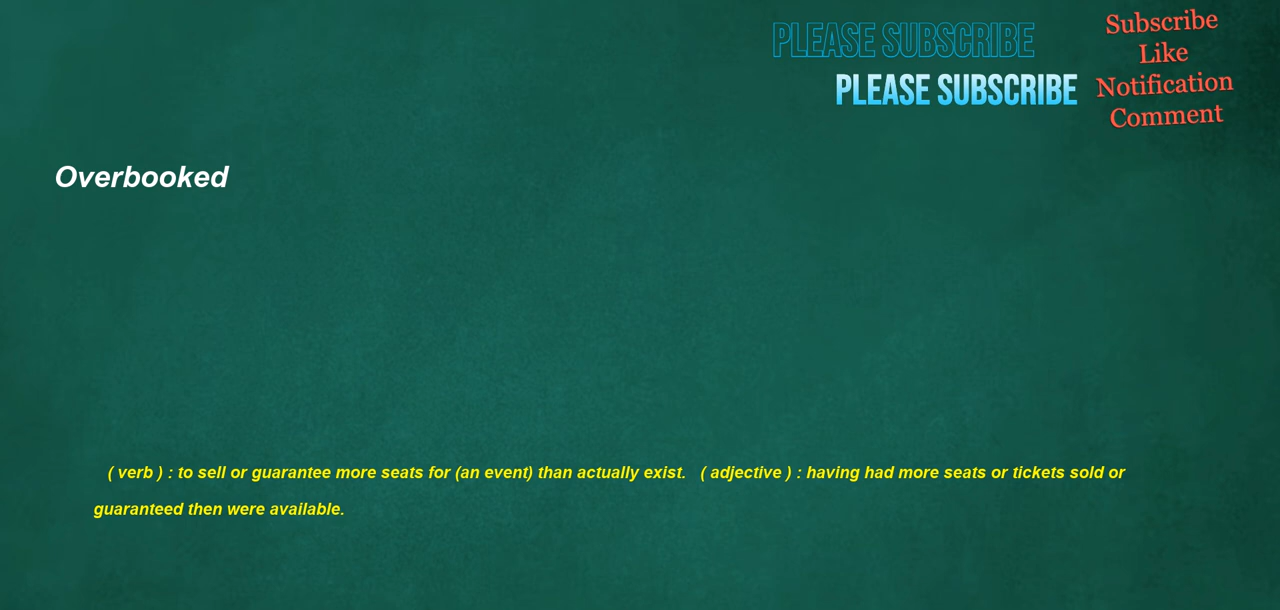 PLEASE SUBSCRIBE
PLEASE SUBSCRIBE
Subscribe
Like
Notification
Comment
Overbooked
( verb ) : to sell or guarantee more seats for (an event) than actually exist. ( adjective ) : having had more seats or tickets sold or
guaranteed then were available.